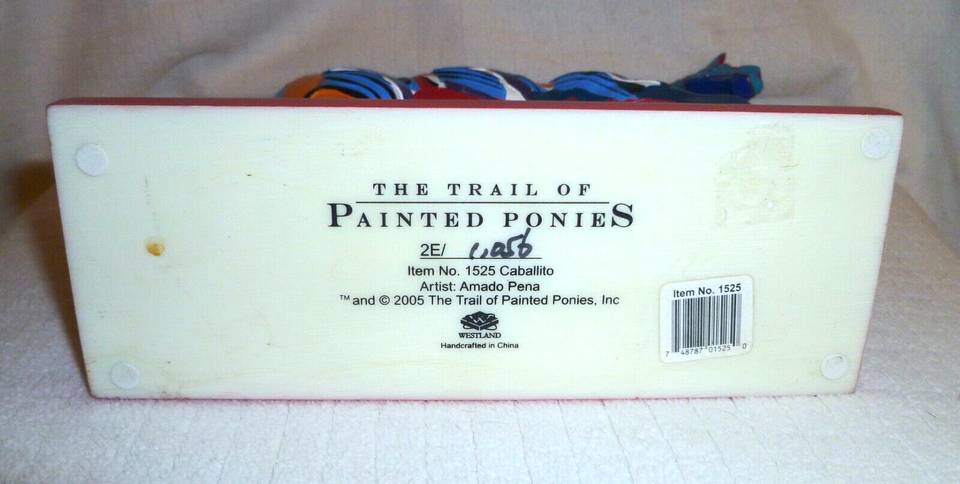 THE TRAIL OF
PAINTED PONIES
2E/ 1,056
Item No. 1525 Caballito
Artist: Amado Pena
™ and © 2005 The Trail of Painted Ponies, Inc
WESTLAND
Handcrafted in China
Item No. 1525
7 48787 01525 0